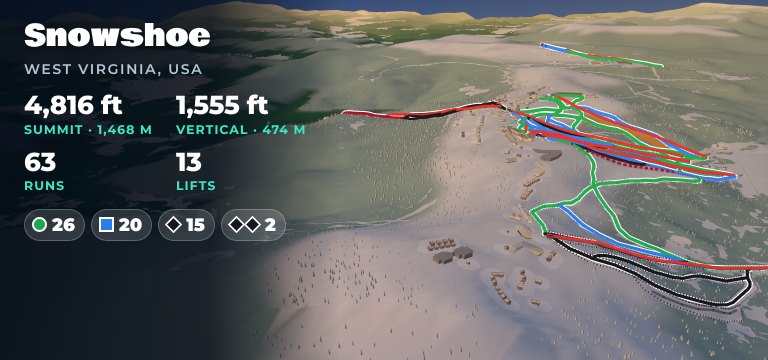 Snowshoe
WEST VIRGINIA, USA
4,816 ft 1,555 ft
SUMMIT · 1,468 M VERTICAL · 474 M
63 13
RUNS LIFTS
26 20 15 2